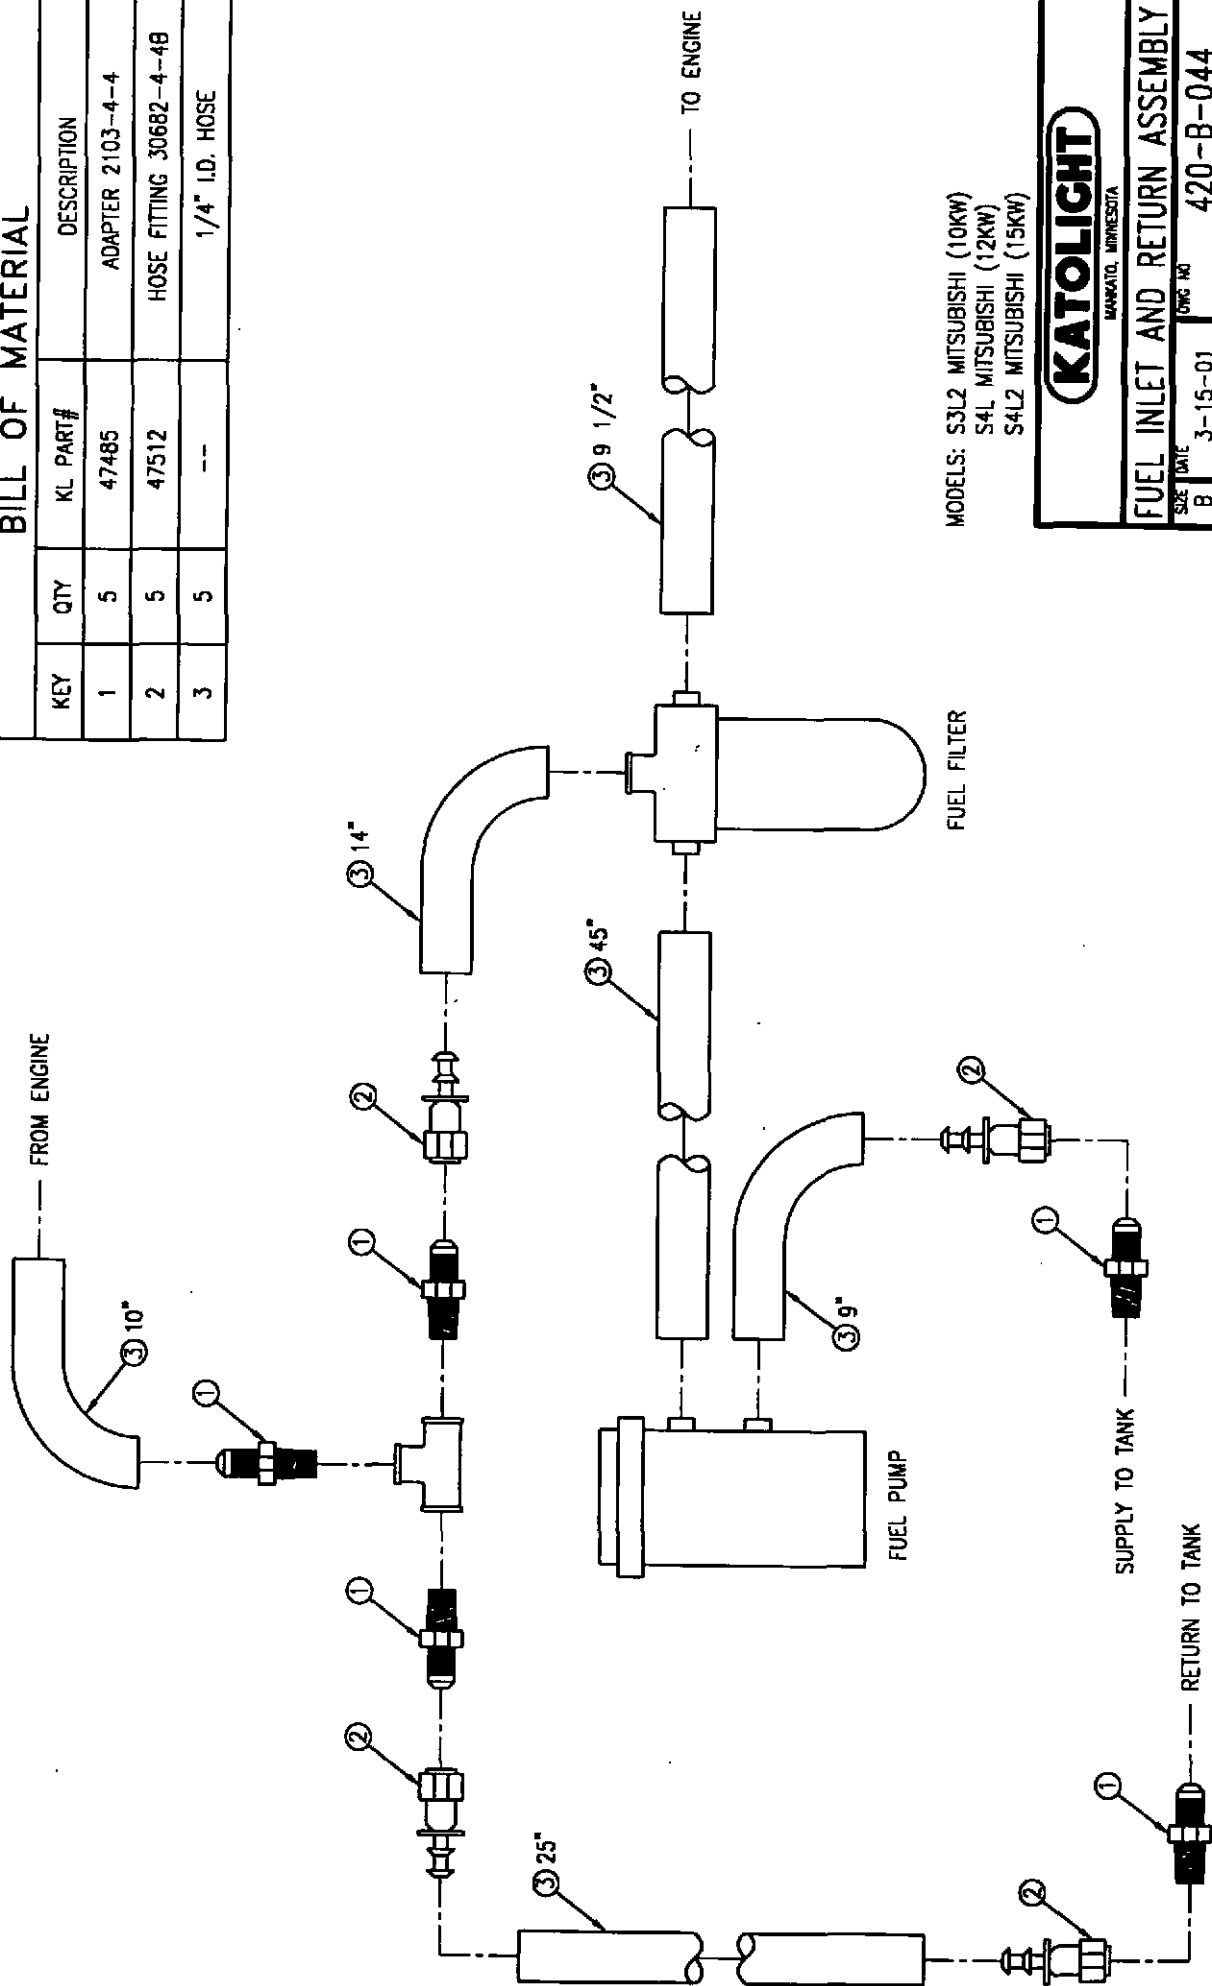 BILL OF MATERIAL
KEY QTY KL PART# DESCRIPTION
1 5 47485 ADAPTER 2103-4-4
2 5 47512 HOSE FITTING 30682-4-4B
3 5 -- 1/4" I.D. HOSE
FROM ENGINE
3 10"
1
1
1
2
2
3 14"
3 25"
3 45"
3 9 1/2"
TO ENGINE
FUEL FILTER
FUEL PUMP
3 9"
2
1
SUPPLY TO TANK
2
1
RETURN TO TANK
MODELS: S3L2 MITSUBISHI (10KW)
S4L MITSUBISHI (12KW)
S4L2 MITSUBISHI (15KW)
KATOLIGHT
MANKATO, MINNESOTA
FUEL INLET AND RETURN ASSEMBLY
SIZE DATE DWG NO
B 3-15-01 420-B-044